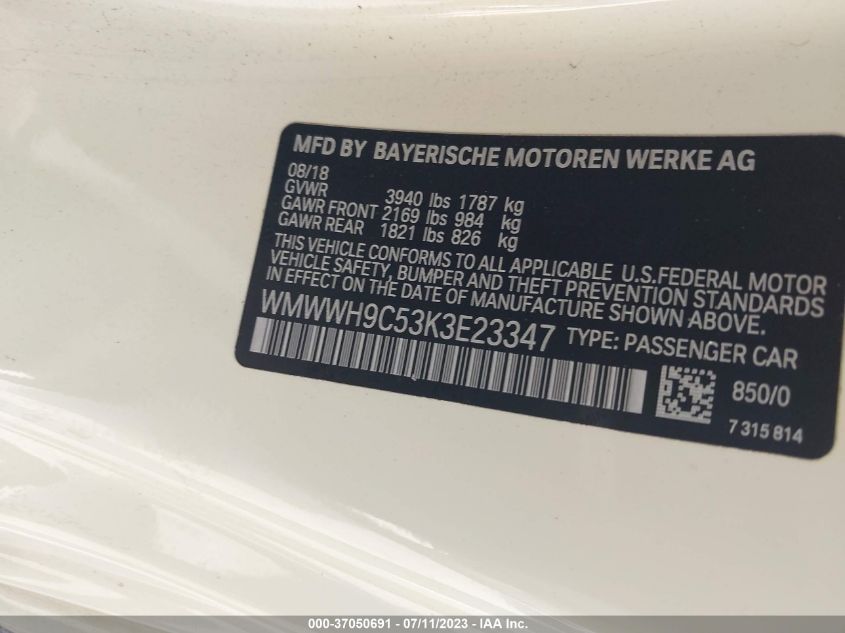 MFD BY BAYERISCHE MOTOREN WERKE AG
08/18
GVWR 3940 lbs 1787 kg
GAWR FRONT 2169 lbs 984 kg
GAWR REAR 1821 lbs 826 kg
THIS VEHICLE CONFORMS TO ALL APPLICABLE U.S.FEDERAL MOTOR
VEHICLE SAFETY, BUMPER AND THEFT PREVENTION STANDARDS
IN EFFECT ON THE DATE OF MANUFACTURE SHOWN ABOVE.
WMWWH9C53K3E23347 TYPE: PASSENGER CAR
850/0
7 315 814
000-37050691 - 07/11/2023 - IAA Inc.